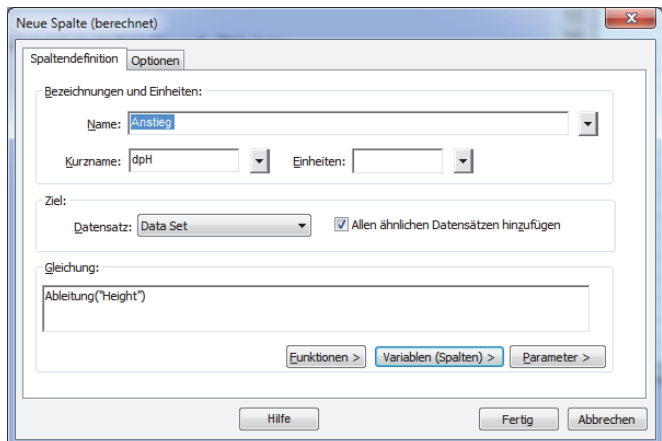 Neue Spalte (berechnet)
Spaltendefinition Optionen
Bezeichnungen und Einheiten:
Name: Anstieg
Kurzname: dpH Einheiten:
Ziel:
Datensatz: Data Set Allen ähnlichen Datensätzen hinzufügen
Gleichung:
Ableitung("Height")
Funktionen > Variablen (Spalten) > Parameter >
Hilfe Fertig Abbrechen